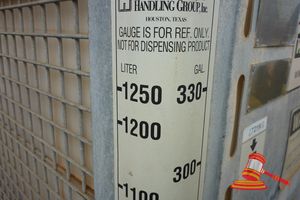 HANDLING GROUP, Inc.
HOUSTON, TEXAS
GAUGE IS FOR REF. ONLY.
NOT FOR DISPENSING PRODUCT
LITER GAL.
-1250 330-
-1200
300-
-1100